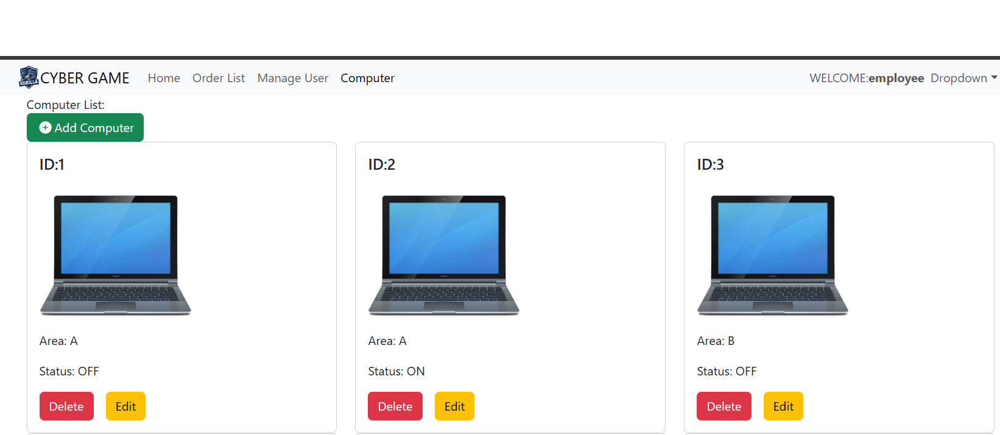 GORILLA
CYBER GAME Home Order List Manage User Computer WELCOME:employee Dropdown
Computer List:
Add Computer
ID:1
Area: A
Status: OFF
Delete Edit
ID:2
Area: A
Status: ON
Delete Edit
ID:3
Area: B
Status: OFF
Delete Edit